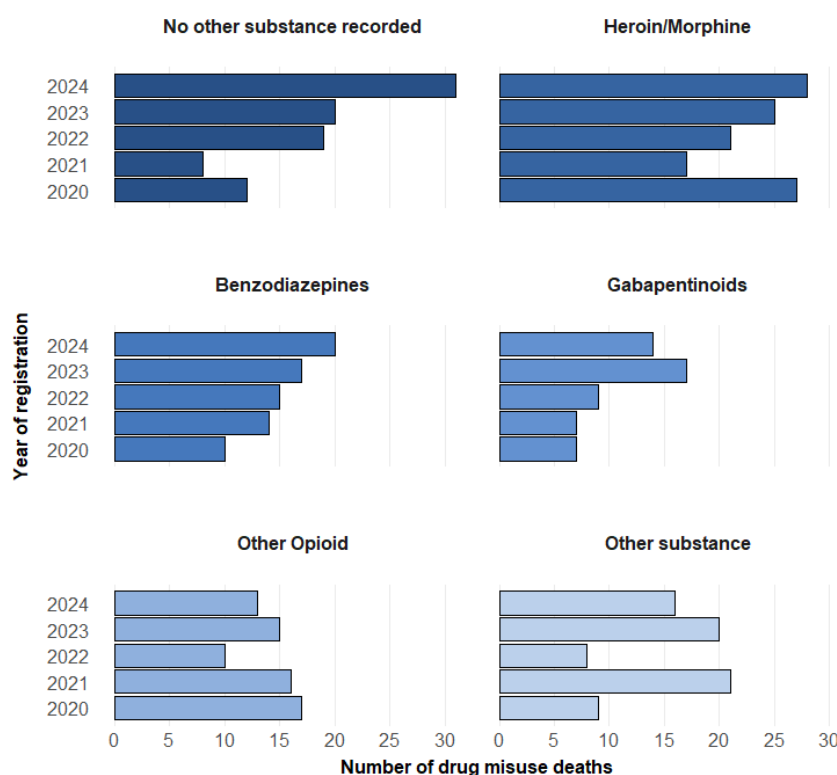 No other substance recorded
Heroin/Morphine
2024
2023
2022
2021
2020
Benzodiazepines
Gabapentinoids
Year of registration
2024
2023
2022
2021
2020
Other Opioid
Other substance
2024
2023
2022
2021
2020
0 5 10 15 20 25 30
0 5 10 15 20 25 30
Number of drug misuse deaths